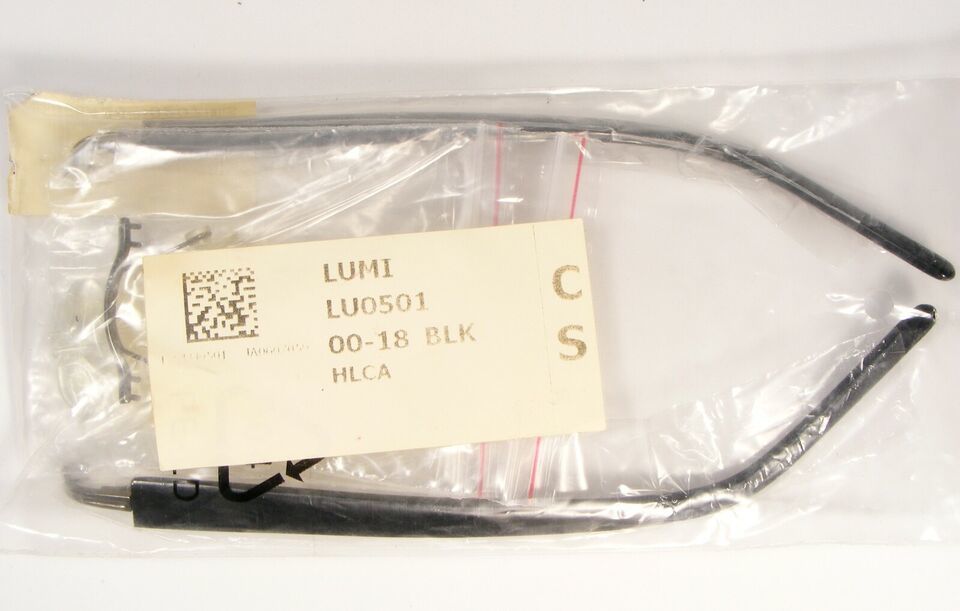 LUMI
LU0501
00-18 BLK
HLCA
C
S